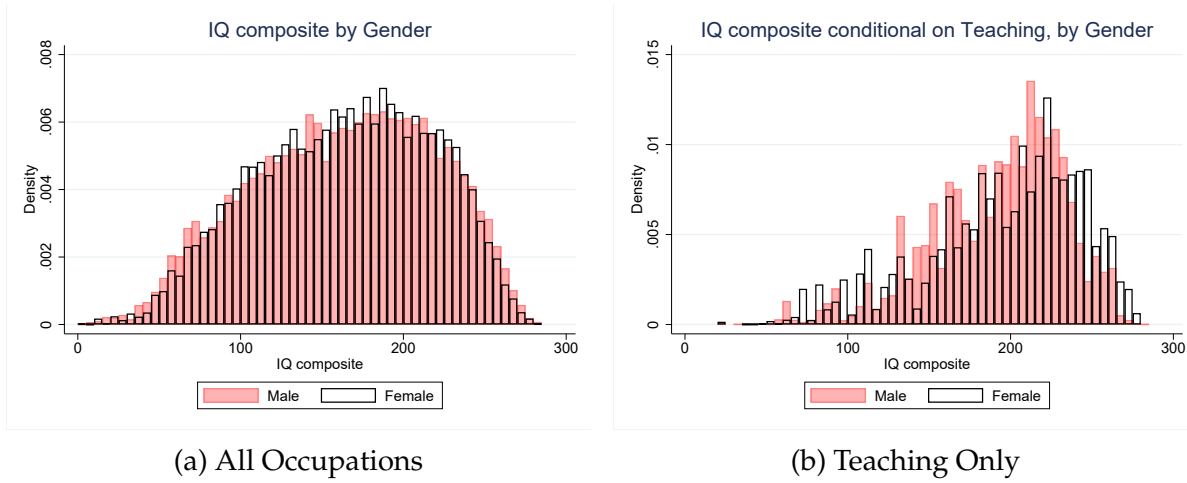 IQ composite by Gender
Density
.008
.006
.004
.002
0
0 100 200 300
IQ composite
Male Female
(a) All Occupations
IQ composite conditional on Teaching, by Gender
Density
.015
.01
.005
0
0 100 200 300
IQ composite
Male Female
(b) Teaching Only